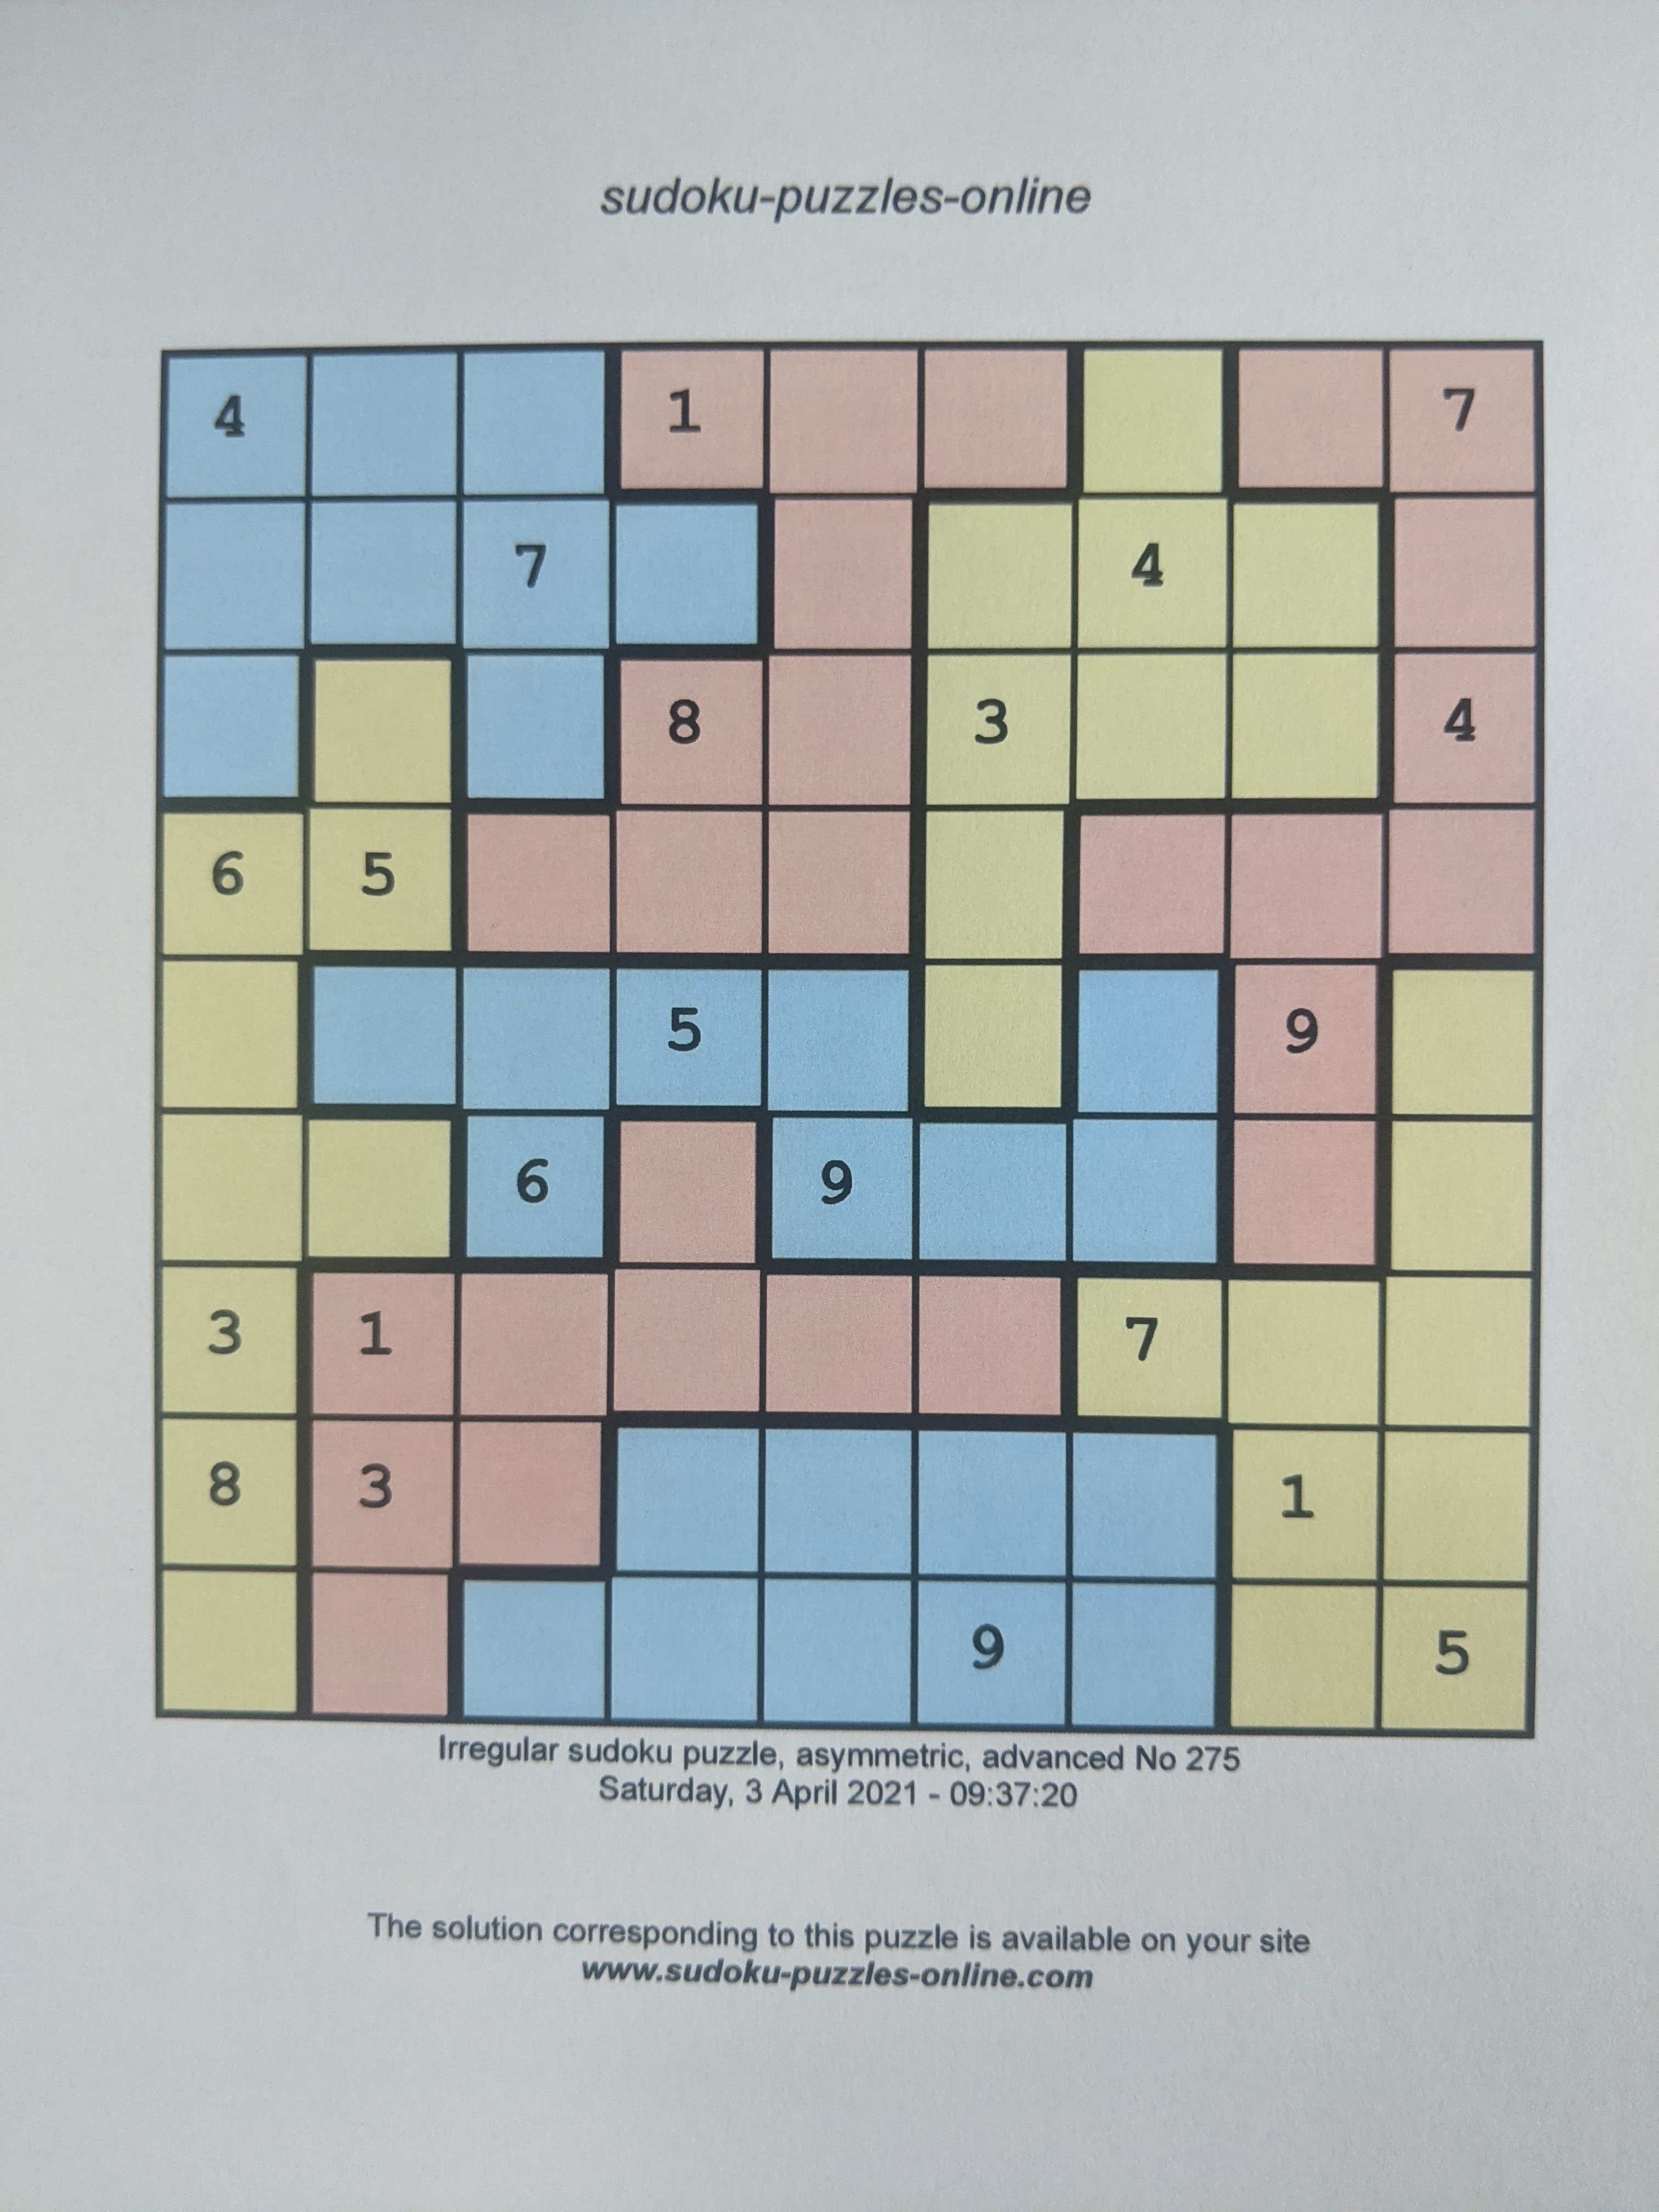 sudoku-puzzles-online
4 1 7
7 4
8 3 4
6 5
5 9
6 9
3 1 7
8 3 1
9 5
Irregular sudoku puzzle, asymmetric, advanced No 275
Saturday, 3 April 2021 - 09:37:20
The solution corresponding to this puzzle is available on your site
www.sudoku-puzzles-online.com